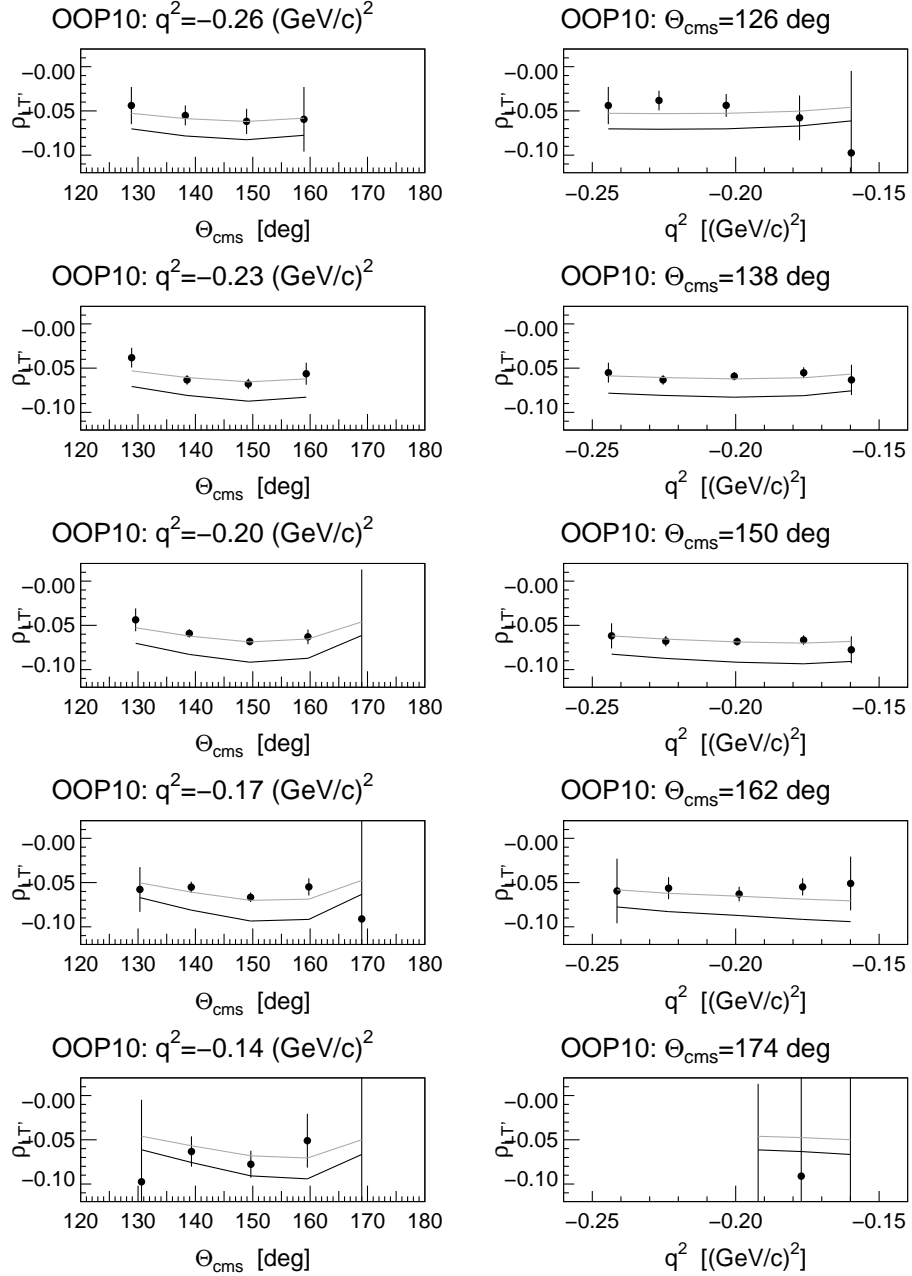 OOP10: q²=−0.26 (GeV/c)²
OOP10: Θcms=126 deg
−0.00
−0.05
−0.10
ρLT'
120 130 140 150 160 170 180
Θcms [deg]
−0.00
−0.05
−0.10
ρLT'
−0.25 −0.20 −0.15
q² [(GeV/c)²]
OOP10: q²=−0.23 (GeV/c)²
OOP10: Θcms=138 deg
−0.00
−0.05
−0.10
ρLT'
120 130 140 150 160 170 180
Θcms [deg]
−0.00
−0.05
−0.10
ρLT'
−0.25 −0.20 −0.15
q² [(GeV/c)²]
OOP10: q²=−0.20 (GeV/c)²
OOP10: Θcms=150 deg
−0.00
−0.05
−0.10
ρLT'
120 130 140 150 160 170 180
Θcms [deg]
−0.00
−0.05
−0.10
ρLT'
−0.25 −0.20 −0.15
q² [(GeV/c)²]
OOP10: q²=−0.17 (GeV/c)²
OOP10: Θcms=162 deg
−0.00
−0.05
−0.10
ρLT'
120 130 140 150 160 170 180
Θcms [deg]
−0.00
−0.05
−0.10
ρLT'
−0.25 −0.20 −0.15
q² [(GeV/c)²]
OOP10: q²=−0.14 (GeV/c)²
OOP10: Θcms=174 deg
−0.00
−0.05
−0.10
ρLT'
120 130 140 150 160 170 180
Θcms [deg]
−0.00
−0.05
−0.10
ρLT'
−0.25 −0.20 −0.15
q² [(GeV/c)²]